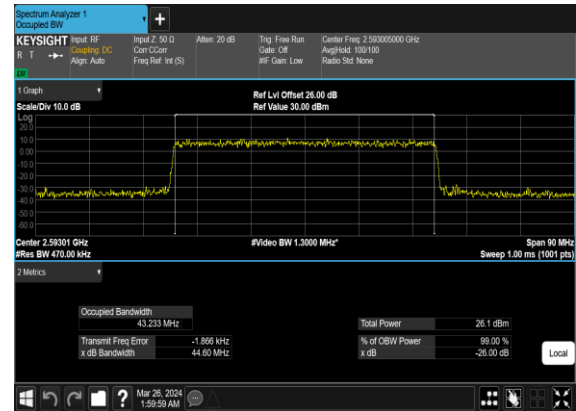 Spectrum Analyzer 1
Occupied BW
+
KEYSIGHT Input: RF Input Z: 50 Ω Atten: 20 dB Trig: Free Run Center Freq: 2.593005000 GHz
R T Coupling: DC Corr CCorr Gate: Off Avg|Hold: 100/100
Align: Auto Freq Ref: Int (S) #IF Gain: Low Radio Std: None
1 Graph
Ref Lvl Offset 26.00 dB
Scale/Div 10.0 dB Ref Value 30.00 dBm
Log
20.0
10.0
0.00
-10.0
-20.0
-30.0
-40.0
-50.0
-60.0
Center 2.59301 GHz #Video BW 1.3000 MHz* Span 90 MHz
#Res BW 470.00 kHz Sweep 1.00 ms (1001 pts)
2 Metrics
Occupied Bandwidth
43.233 MHz Total Power 26.1 dBm
Transmit Freq Error -1.866 kHz % of OBW Power 99.00 %
x dB Bandwidth 44.60 MHz x dB -26.00 dB
Local
? Mar 26, 2024
1:59:59 AM